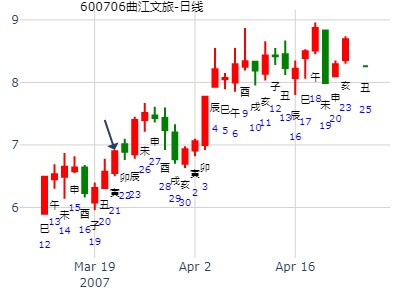 600706曲江文旅-日线
9
8
7
6
巳
12
午
13
未
14
申
15
酉
16
子
19
丑
20
寅
21
卯
22
辰
23
未
26
申
27
酉
28
戌
29
亥
30
寅
2
卯
3
辰
4
巳
5
午
6
酉
9
戌
10
亥
11
子
12
丑
13
辰
16
巳
17
午
18
未
19
申
20
亥
23
丑
25
Mar 19
2007
Apr 2
Apr 16